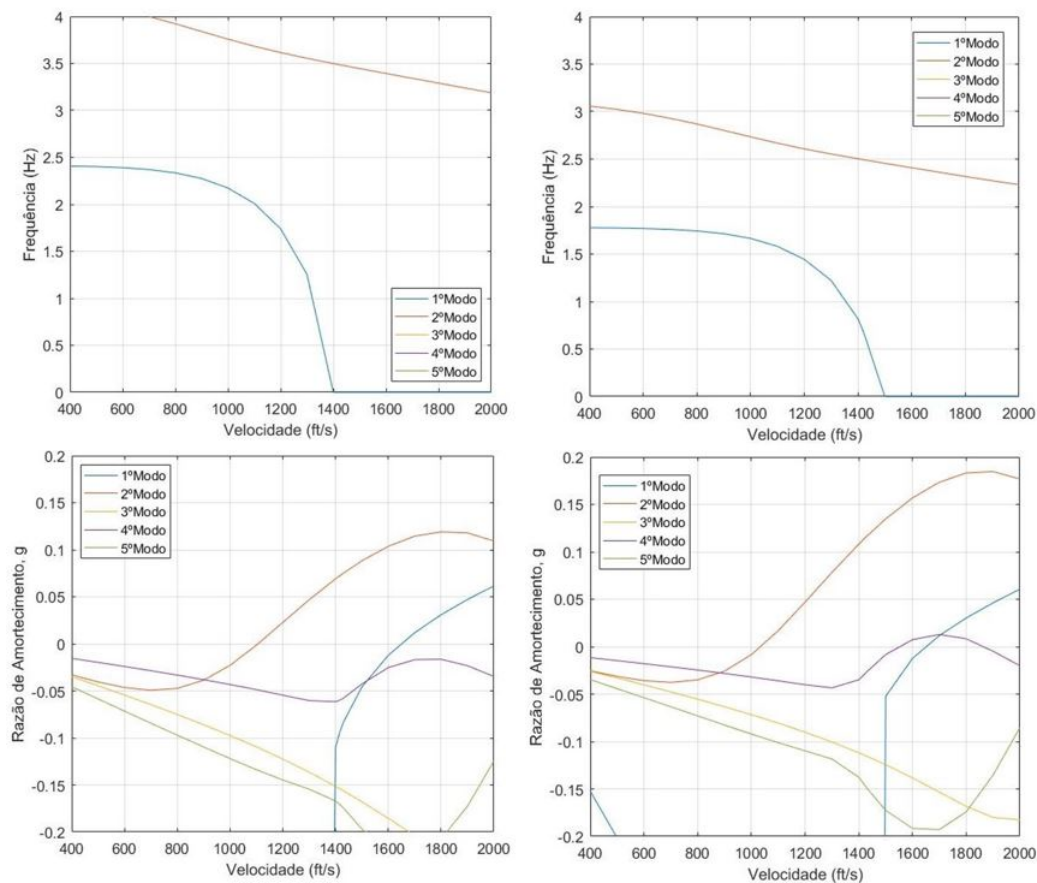 4
3.5
3
2.5
2
1.5
1
0.5
0
Frequência (Hz)
1ºModo
2ºModo
3ºModo
4ºModo
5ºModo
400 600 800 1000 1200 1400 1600 1800 2000
Velocidade (ft/s)
4
3.5
3
2.5
2
1.5
1
0.5
0
Frequência (Hz)
1ºModo
2ºModo
3ºModo
4ºModo
5ºModo
400 600 800 1000 1200 1400 1600 1800 2000
Velocidade (ft/s)
0.2
0.15
0.1
0.05
0
-0.05
-0.1
-0.15
-0.2
Razão de Amortecimento, g
1ºModo
2ºModo
3ºModo
4ºModo
5ºModo
400 600 800 1000 1200 1400 1600 1800 2000
Velocidade (ft/s)
0.2
0.15
0.1
0.05
0
-0.05
-0.1
-0.15
-0.2
Razão de Amortecimento, g
1ºModo
2ºModo
3ºModo
4ºModo
5ºModo
400 600 800 1000 1200 1400 1600 1800 2000
Velocidade (ft/s)